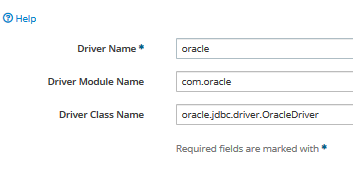 Help
Driver Name * oracle
Driver Module Name com.oracle
Driver Class Name oracle.jdbc.driver.OracleDriver
Required fields are marked with *